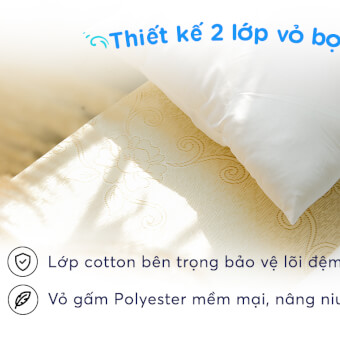 Thiết kế 2 lớp vỏ bọ
Lớp cotton bên trong bảo vệ lõi đệm
Vỏ gấm Polyester mềm mại, nâng niu